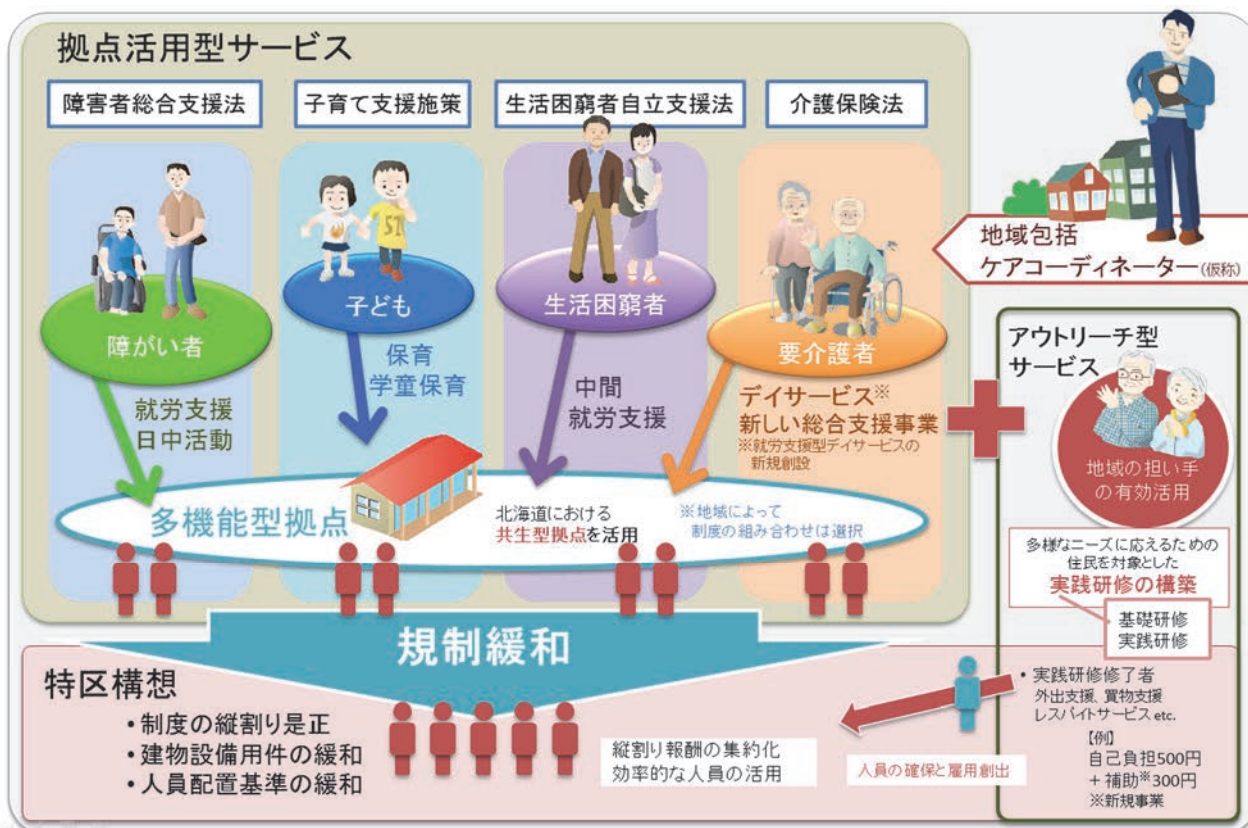 拠点活用型サービス
障害者総合支援法
子育て支援施策
生活困窮者自立支援法
介護保険法
地域包括
ケアコーディネーター(仮称)
障がい者
子ども
生活困窮者
要介護者
就労支援
日中活動
保育
学童保育
中間
就労支援
デイサービス※
新しい総合支援事業
※就労支援型デイサービスの
新規創設
多機能型拠点
北海道における
共生型拠点を活用
※地域によって
制度の組み合わせは選択
アウトリーチ型
サービス
地域の担い手
の有効活用
多様なニーズに応えるための
住民を対象とした
実践研修の構築
基礎研修
実践研修
規制緩和
特区構想
・制度の縦割り是正
・建物設備用件の緩和
・人員配置基準の緩和
縦割り報酬の集約化
効率的な人員の活用
人員の確保と雇用創出
・実践研修修了者
外出支援、買物支援
レスパイトサービス etc.
【例】
自己負担500円
+補助※300円
※新規事業